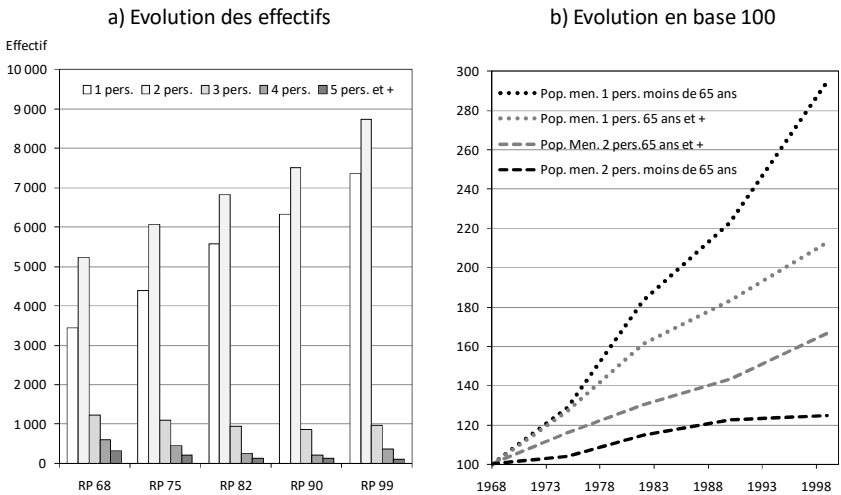 a) Evolution des effectifs
Effectif
10 000
9 000
8 000
7 000
6 000
5 000
4 000
3 000
2 000
1 000
0
1 pers. 2 pers. 3 pers. 4 pers. 5 pers. et +
RP 68 RP 75 RP 82 RP 90 RP 99
b) Evolution en base 100
300
280
260
240
220
200
180
160
140
120
100
Pop. men. 1 pers. moins de 65 ans
Pop. men. 1 pers. 65 ans et +
Pop. Men. 2 pers.65 ans et +
Pop. men. 2 pers. moins de 65 ans
1968 1973 1978 1983 1988 1993 1998